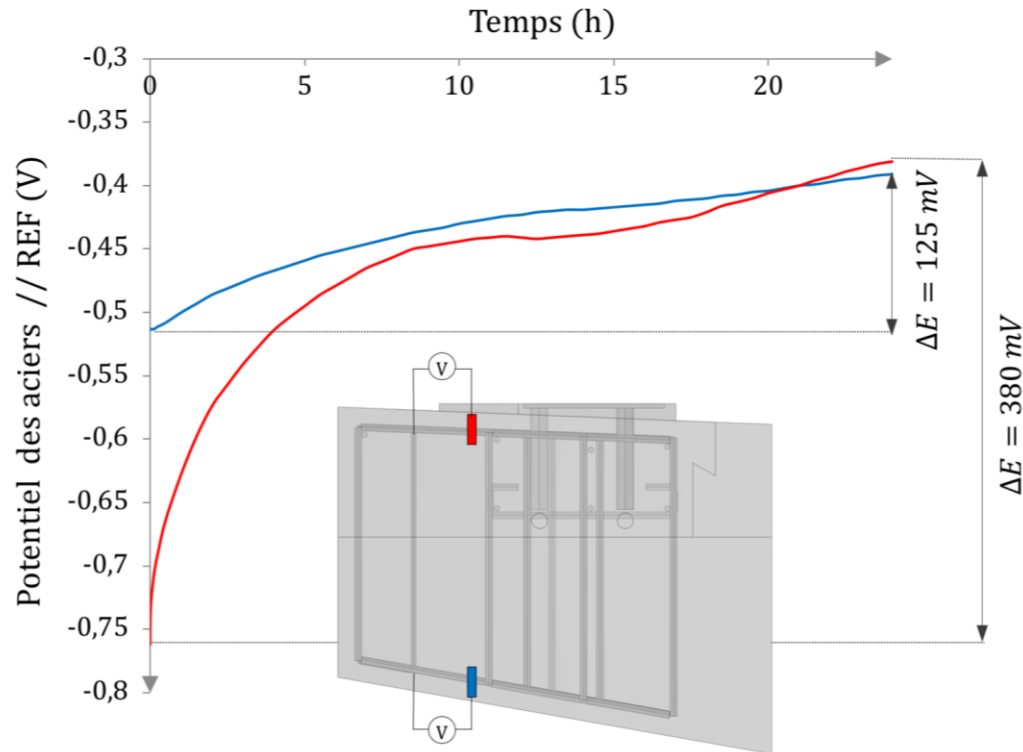 Temps (h)
-0,3
0
5
10
15
20
-0,35
-0,4
-0,45
-0,5
-0,55
-0,6
-0,65
-0,7
-0,75
-0,8
Potentiel des aciers // REF (V)
ΔE = 125 mV
ΔE = 380 mV
V
V